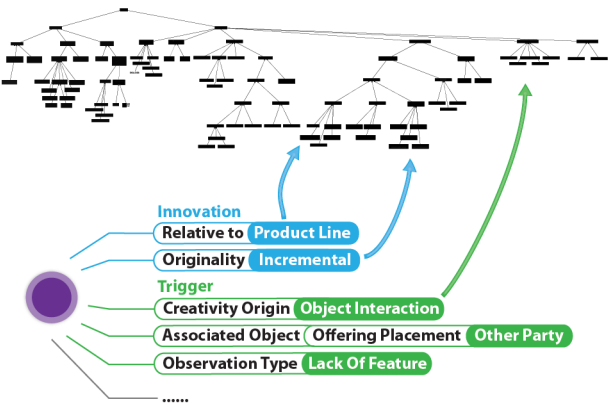 Innovation
Relative to Product Line
Originality Incremental
Trigger
Creativity Origin Object Interaction
Associated Object Offering Placement Other Party
Observation Type Lack Of Feature
......